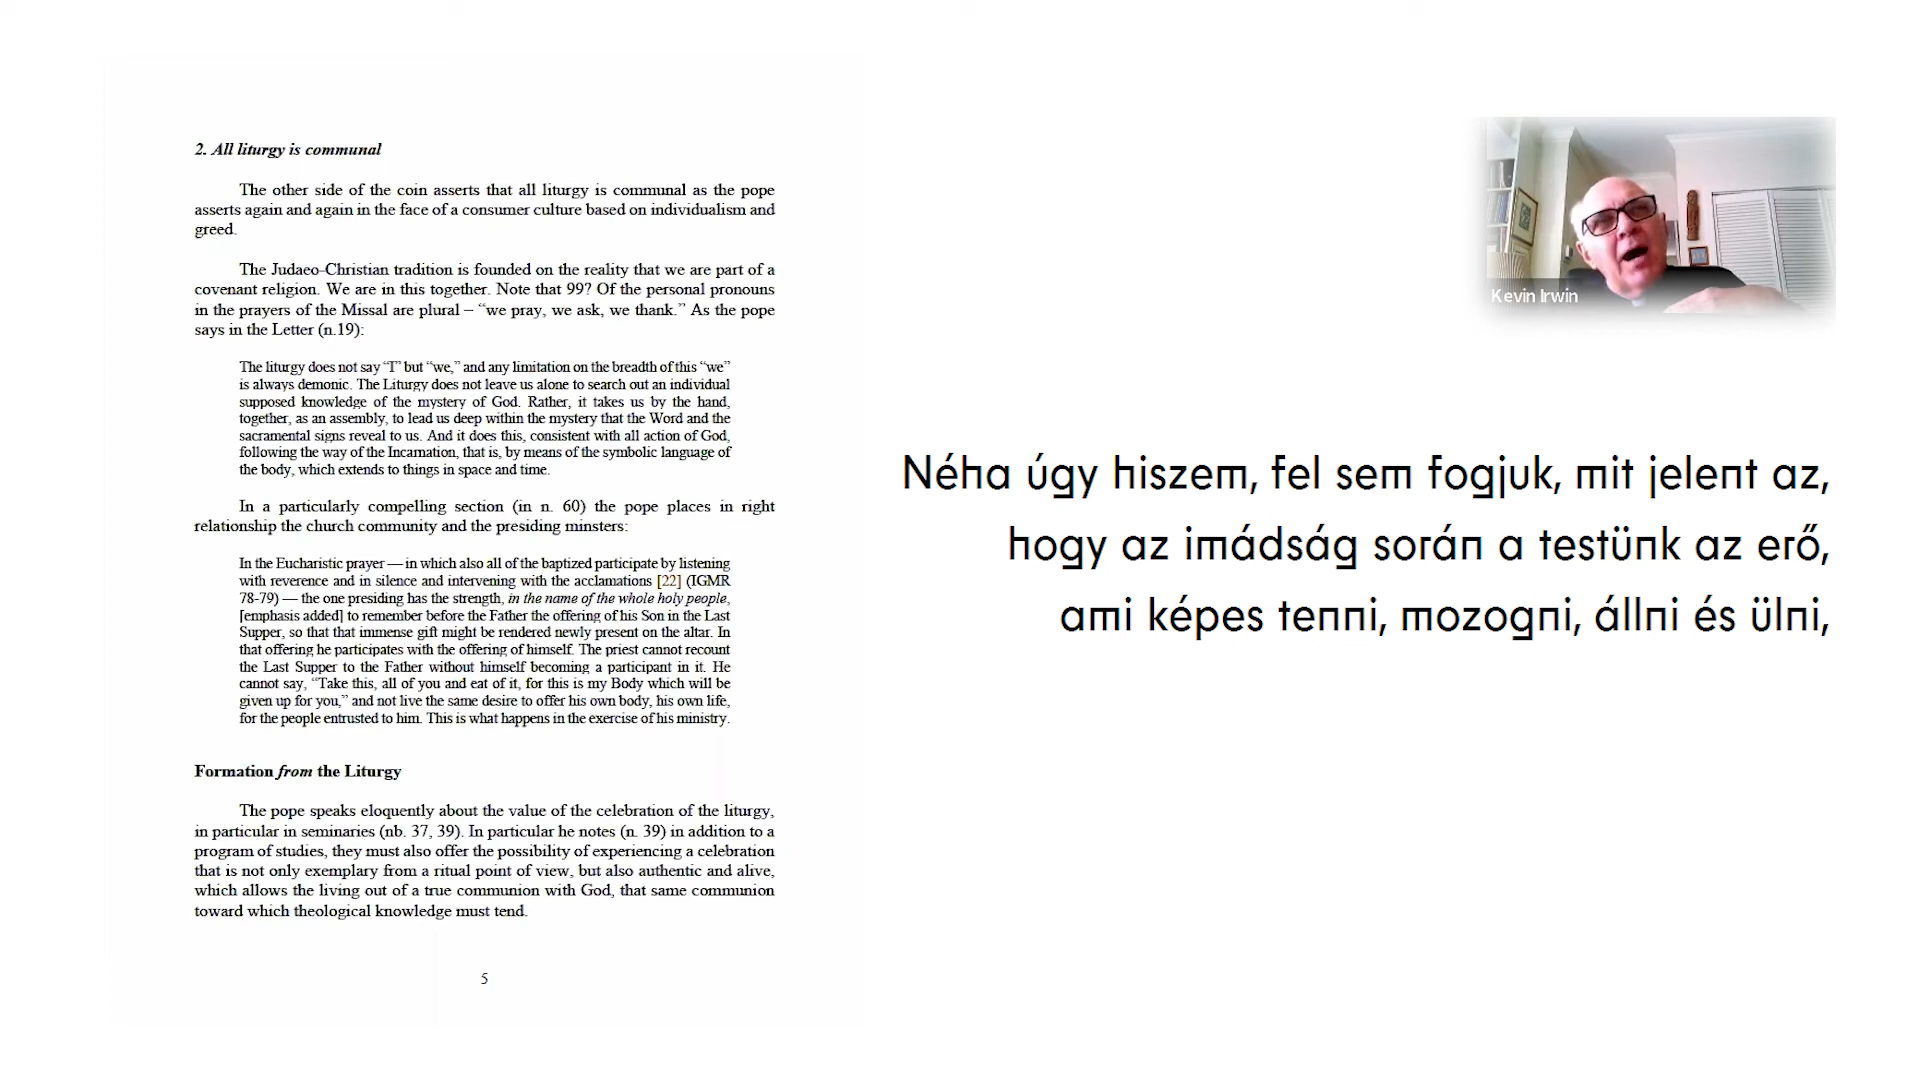 2. All liturgy is communal
The other side of the coin asserts that all liturgy is communal as the pope
asserts again and again in the face of a consumer culture based on individualism and
greed.
The Judaeo-Christian tradition is founded on the reality that we are part of a
covenant religion. We are in this together. Note that 99? Of the personal pronouns
in the prayers of the Missal are plural – “we pray, we ask, we thank.” As the pope
says in the Letter (n.19):
The liturgy does not say “I” but “we,” and any limitation on the breadth of this “we”
is always demonic. The Liturgy does not leave us alone to search out an individual
supposed knowledge of the mystery of God. Rather, it takes us by the hand,
together, as an assembly, to lead us deep within the mystery that the Word and the
sacramental signs reveal to us. And it does this, consistent with all action of God,
following the way of the Incarnation, that is, by means of the symbolic language of
the body, which extends to things in space and time.
In a particularly compelling section (in n. 60) the pope places in right
relationship the church community and the presiding minsters:
In the Eucharistic prayer — in which also all of the baptized participate by listening
with reverence and in silence and intervening with the acclamations [22] (IGMR
78-79) — the one presiding has the strength, in the name of the whole holy people,
[emphasis added] to remember before the Father the offering of his Son in the Last
Supper, so that that immense gift might be rendered newly present on the altar. In
that offering he participates with the offering of himself. The priest cannot recount
the Last Supper to the Father without himself becoming a participant in it. He
cannot say, “Take this, all of you and eat of it, for this is my Body which will be
given up for you,” and not live the same desire to offer his own body, his own life,
for the people entrusted to him. This is what happens in the exercise of his ministry.
Formation from the Liturgy
The pope speaks eloquently about the value of the celebration of the liturgy,
in particular in seminaries (nb. 37, 39). In particular he notes (n. 39) in addition to a
program of studies, they must also offer the possibility of experiencing a celebration
that is not only exemplary from a ritual point of view, but also authentic and alive,
which allows the living out of a true communion with God, that same communion
toward which theological knowledge must tend.
5
Kevin Irwin
Néha úgy hiszem, fel sem fogjuk, mit jelent az,
hogy az imádság során a testünk az erő,
ami képes tenni, mozogni, állni és ülni,